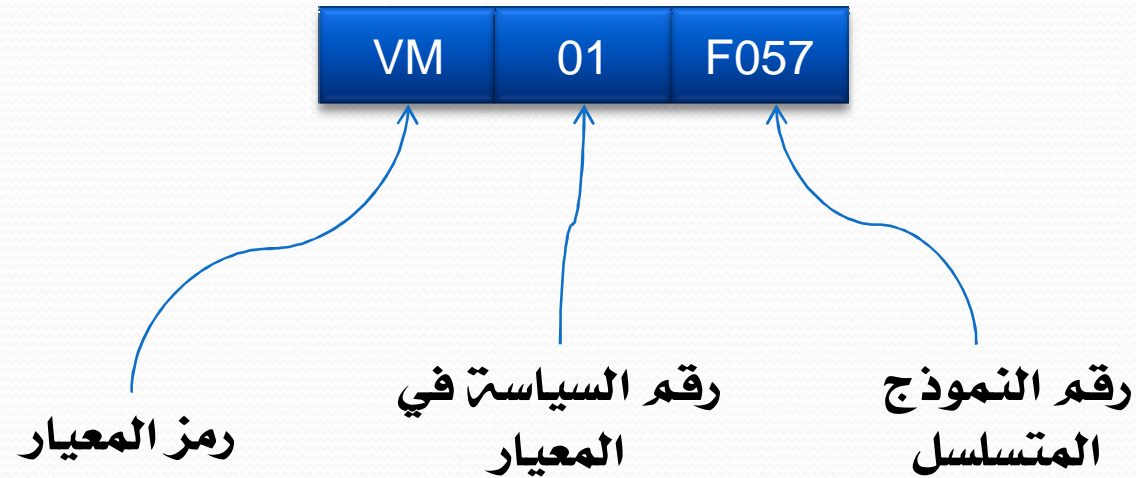 VM 01 F057
رقم النموذج
المتسلسل
رقم السياسة في
المعيار
رمز المعيار